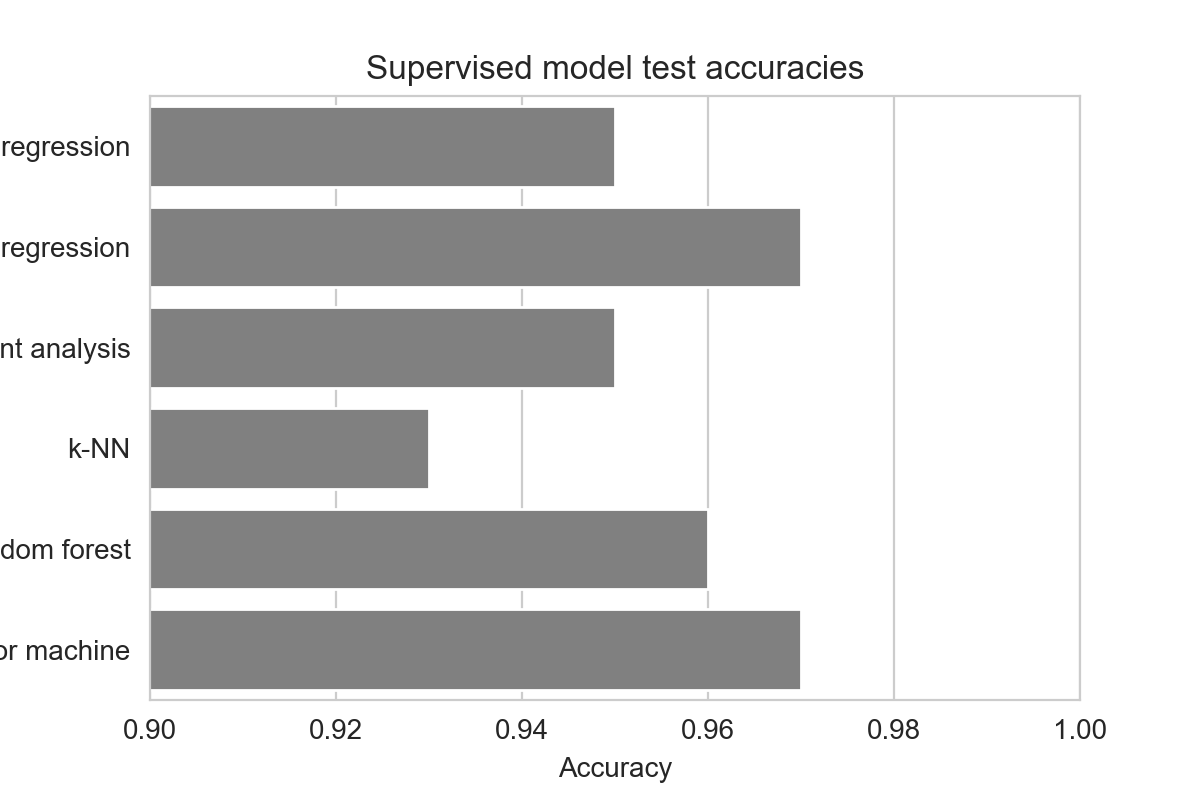 Supervised model test accuracies
regression
regression
nt analysis
k-NN
dom forest
or machine
0.90 0.92 0.94 0.96 0.98 1.00
Accuracy